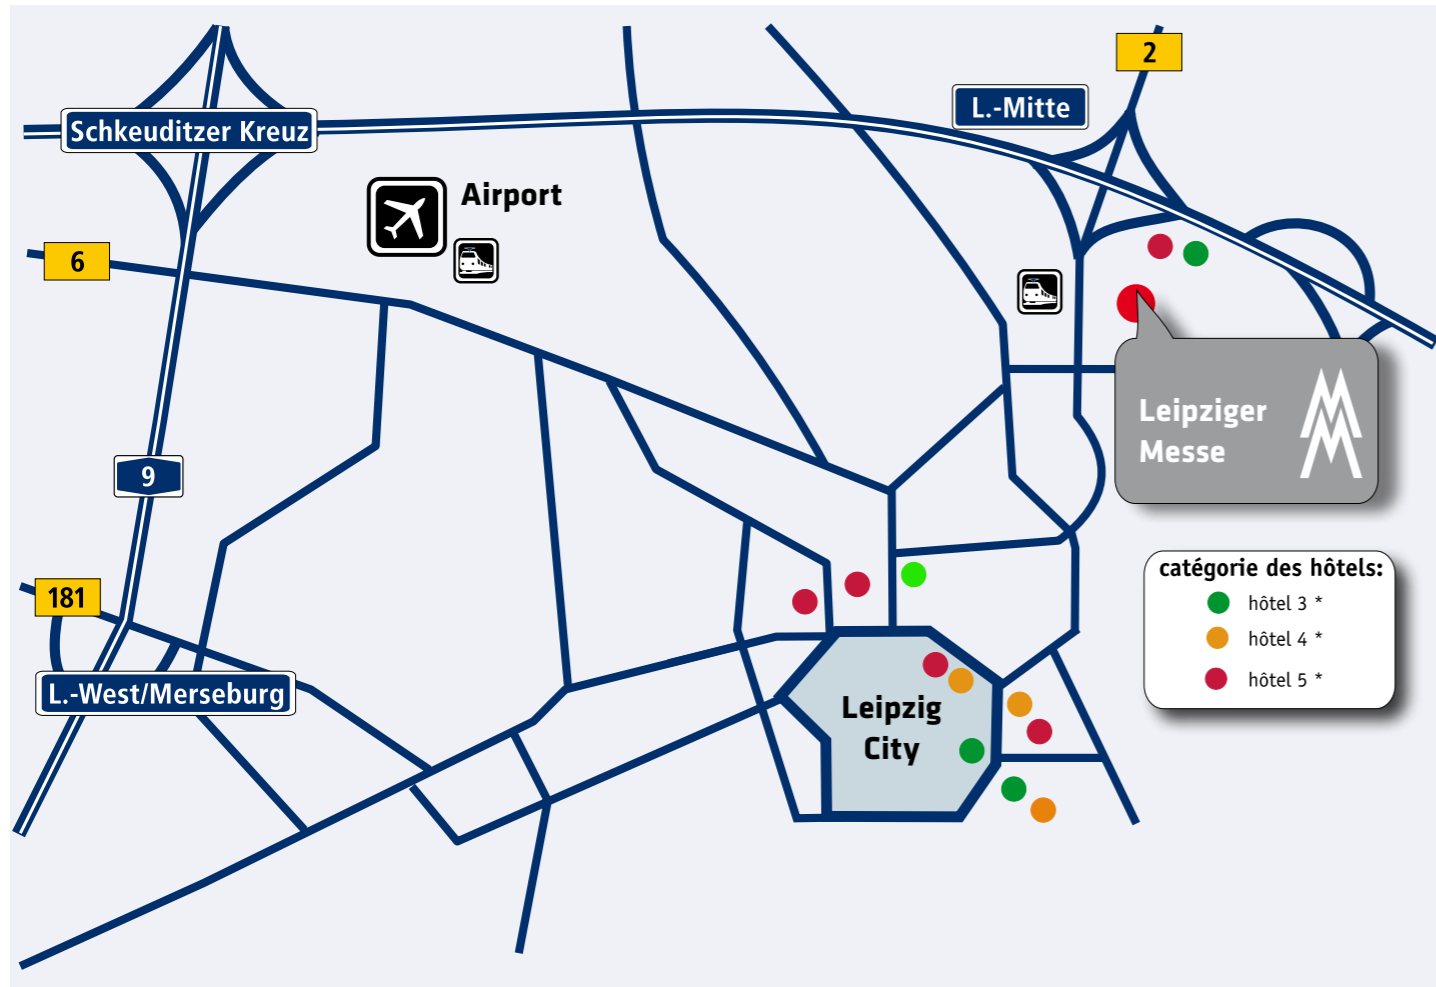 2
L.-Mitte
Schkeuditzer Kreuz
Airport
6
Leipziger
Messe
9
catégorie des hôtels:
hôtel 3 *
hôtel 4 *
hôtel 5 *
181
L.-West/Merseburg
Leipzig
City